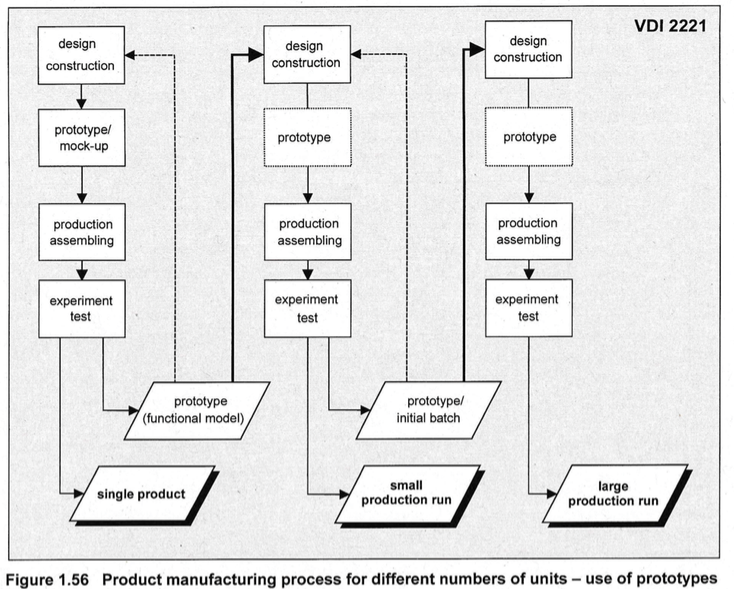 VDI 2221
design
construction
prototype/
mock-up
production
assembling
experiment
test
prototype
(functional model)
single product
design
construction
prototype
production
assembling
experiment
test
prototype/
initial batch
small
production run
design
construction
prototype
production
assembling
experiment
test
large
production run
Figure 1.56 Product manufacturing process for different numbers of units – use of prototypes